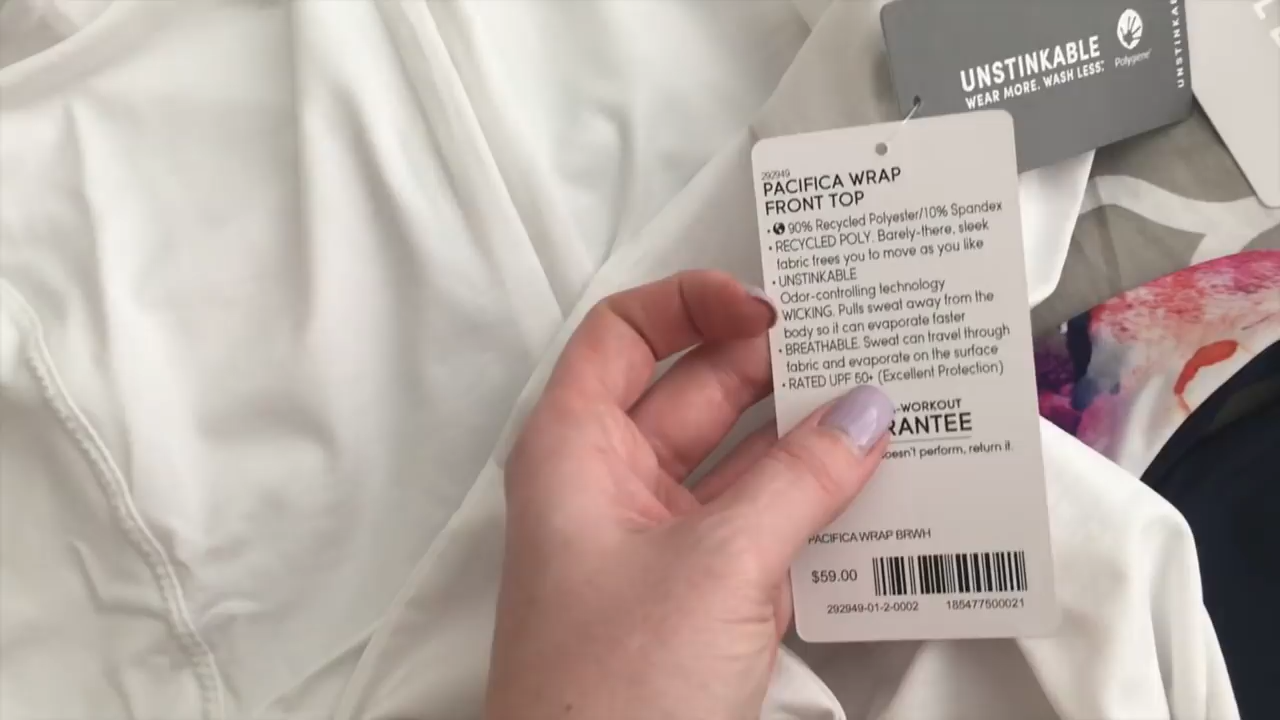 UNSTINKABLE
WEAR MORE. WASH LESS.™
Polygiene®
292949
PACIFICA WRAP
FRONT TOP
• 90% Recycled Polyester/10% Spandex
• RECYCLED POLY. Barely-there, sleek
fabric frees you to move as you like
• UNSTINKABLE
Odor-controlling technology
WICKING. Pulls sweat away from the
body so it can evaporate faster
• BREATHABLE. Sweat can travel through
fabric and evaporate on the surface
• RATED UPF 50+ (Excellent Protection)
-WORKOUT
RANTEE
oesn't perform, return it.
PACIFICA WRAP BRWH
$59.00
292949-01-2-0002 185477500021